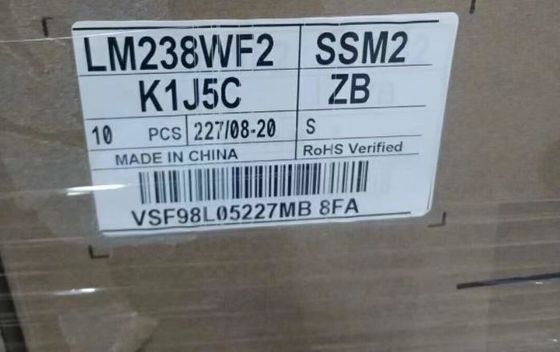 LM238WF2 SSM2
K1J5C ZB
10 PCS 227/08-20 S
MADE IN CHINA RoHS Verified
VSF98L05227MB 8FA